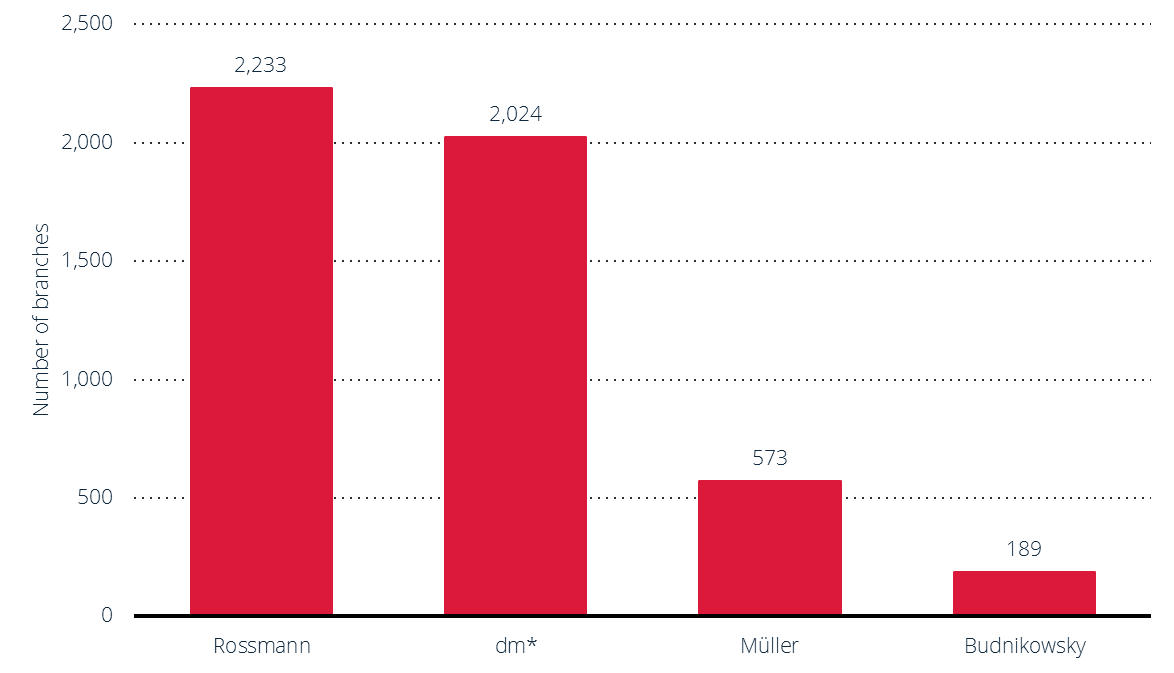 2,500
2,233
2,024
2,000
Number of branches
1,500
1,000
573
500
189
0
Rossmann
dm*
Müller
Budnikowsky